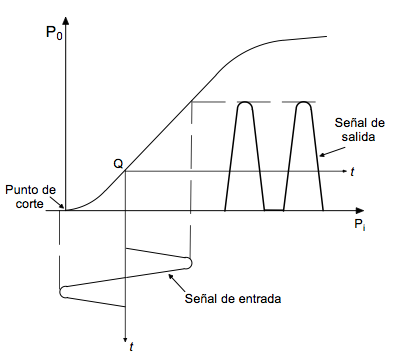 P0
Señal de
salida
Q
t
Punto de
corte
Pi
Señal de entrada
t